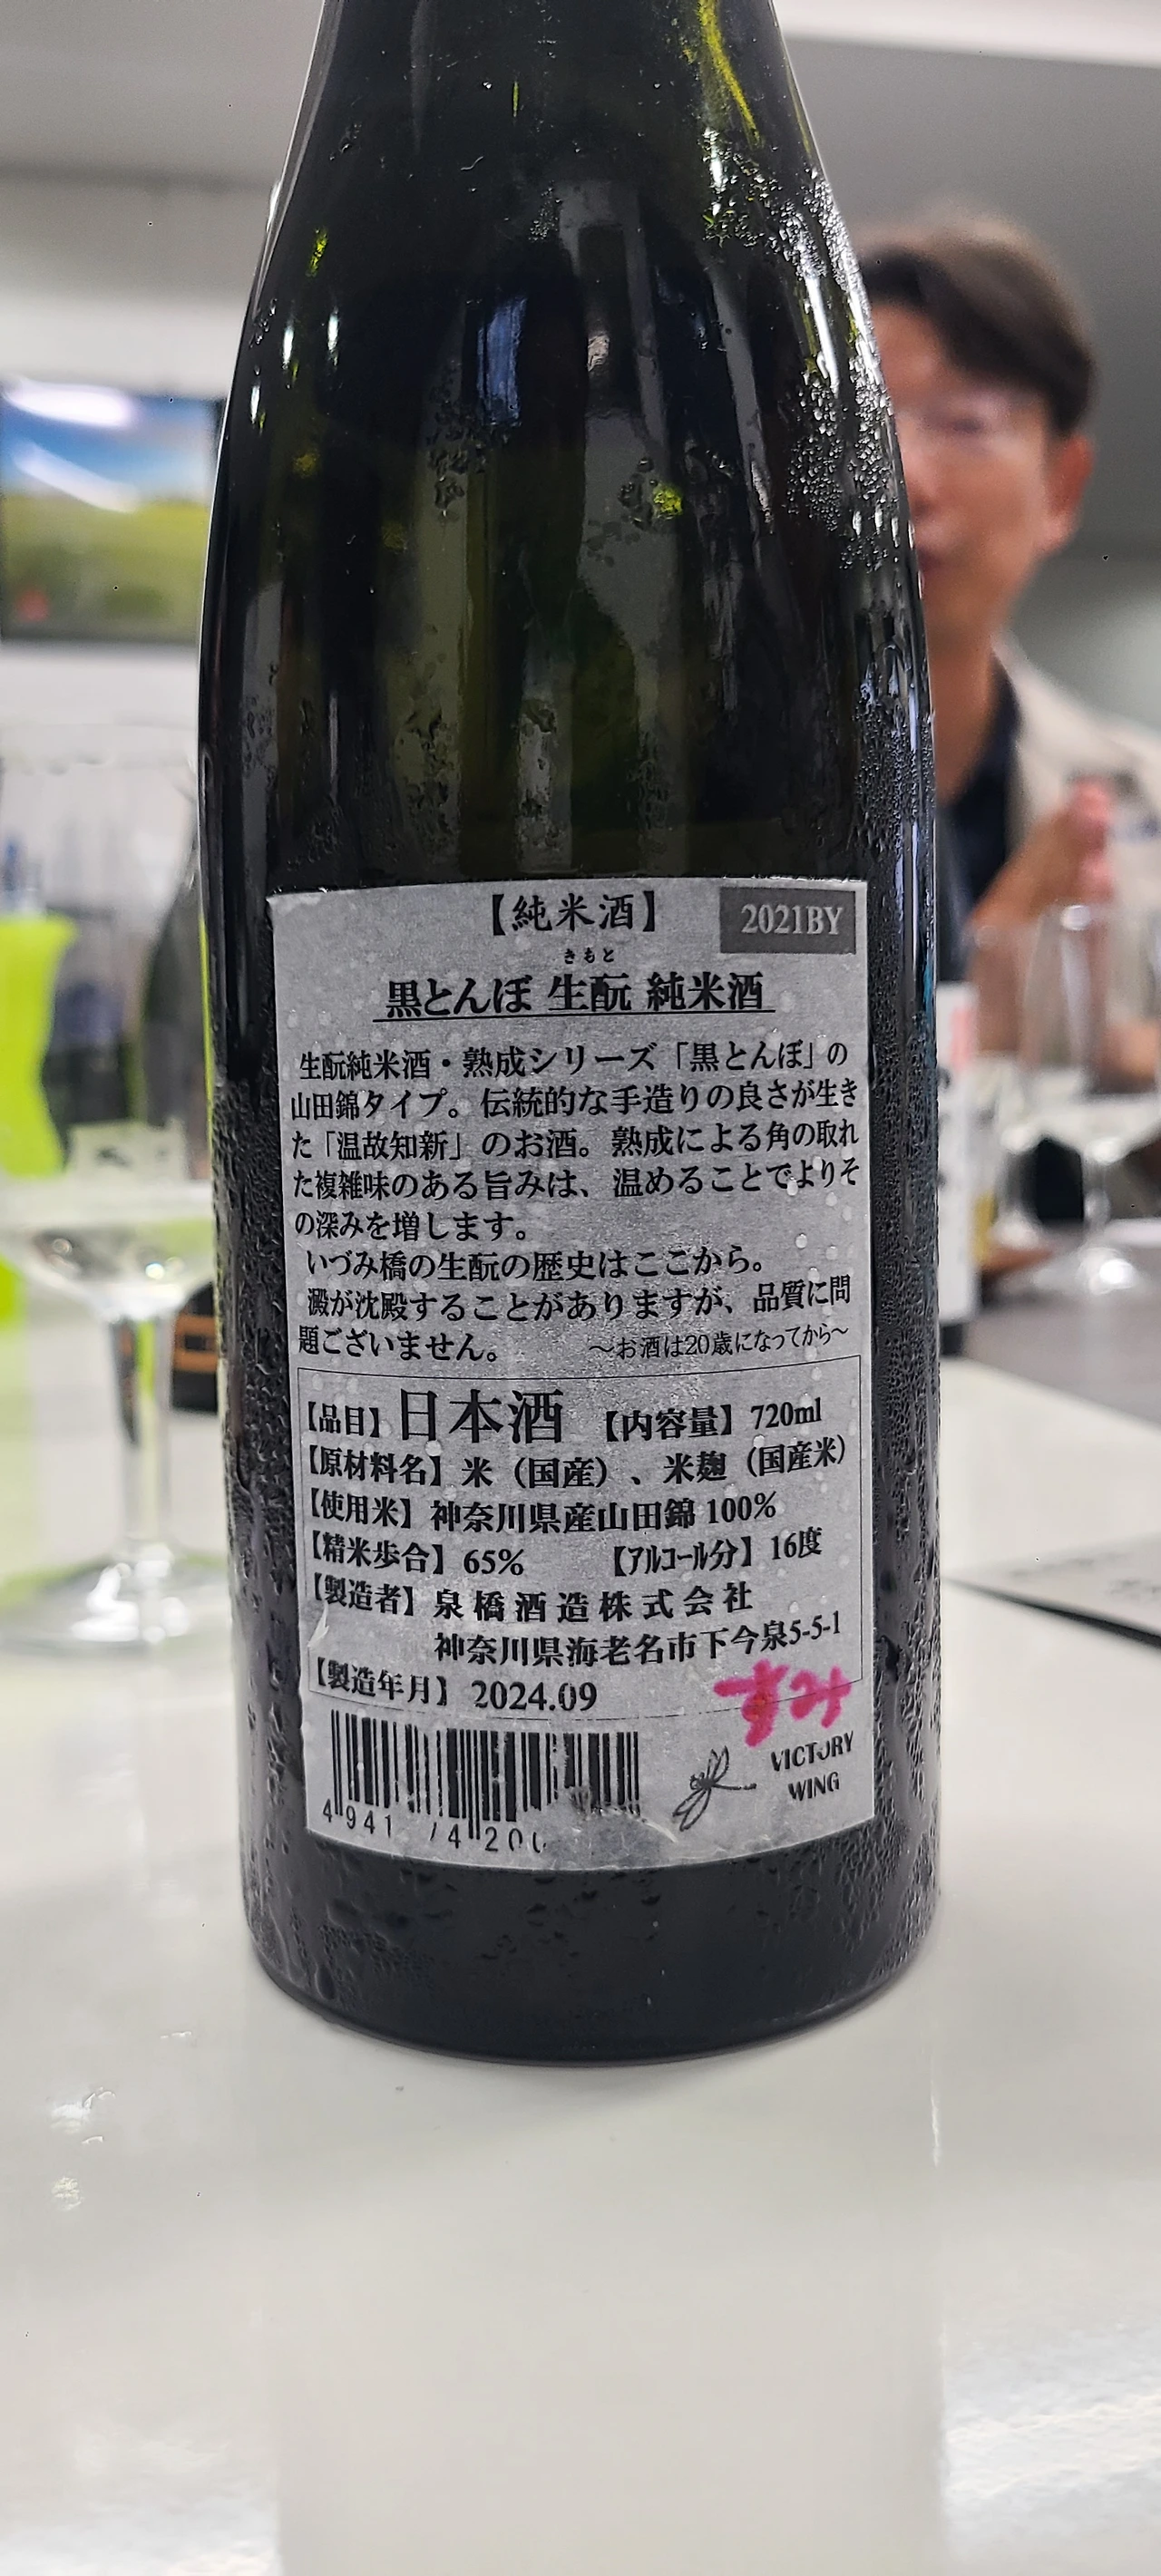 【純米酒】
2021BY
きもと
黒とんぼ 生酛 純米酒
生酛純米酒・熟成シリーズ「黒とんぼ」の
山田錦タイプ。伝統的な手造りの良さが生き
た「温故知新」のお酒。熟成による角の取れ
た複雑味のある旨みは、温めることでよりそ
の深みを増します。
いづみ橋の生酛の歴史はここから。
澱が沈殿することがありますが、品質に問
題ございません。 ～お酒は20歳になってから～
【品目】日本酒 【内容量】720ml
【原材料名】米（国産）、米麹（国産米）
【使用米】神奈川県産山田錦 100%
【精米歩合】65% 【アルコール分】16度
【製造者】泉橋酒造株式会社
神奈川県海老名市下今泉5-5-1
【製造年月】2024.09
VICTORY
WING
4 941